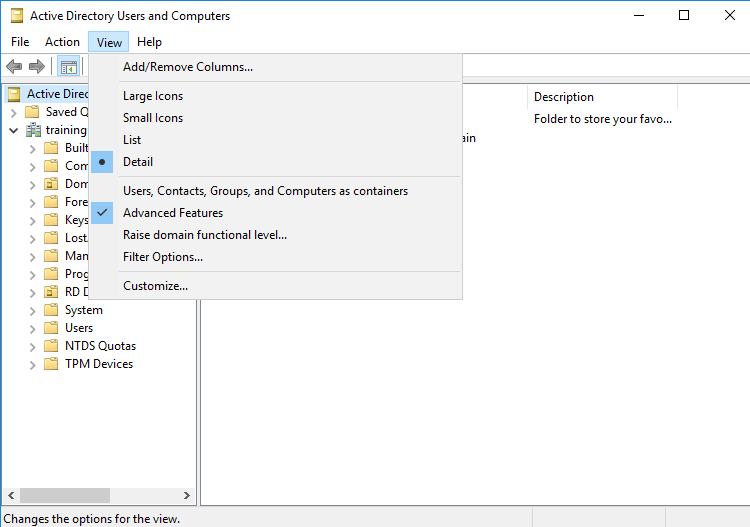 Active Directory Users and Computers
File Action View Help
Add/Remove Columns...
Large Icons
Small Icons
List
Detail
Users, Contacts, Groups, and Computers as containers
Advanced Features
Raise domain functional level...
Filter Options...
Customize...
Active Direc
Saved Q
training
Built
Com
Dom
Fore
Keys
Lost
Man
Prog
RD D
System
Users
NTDS Quotas
TPM Devices
Description
Folder to store your favo...
ain
Changes the options for the view.